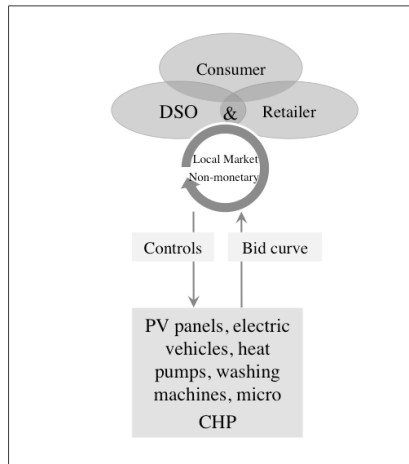 Consumer
DSO & Retailer
Local Market
Non-monetary
Controls Bid curve
PV panels, electric
vehicles, heat
pumps, washing
machines, micro
CHP